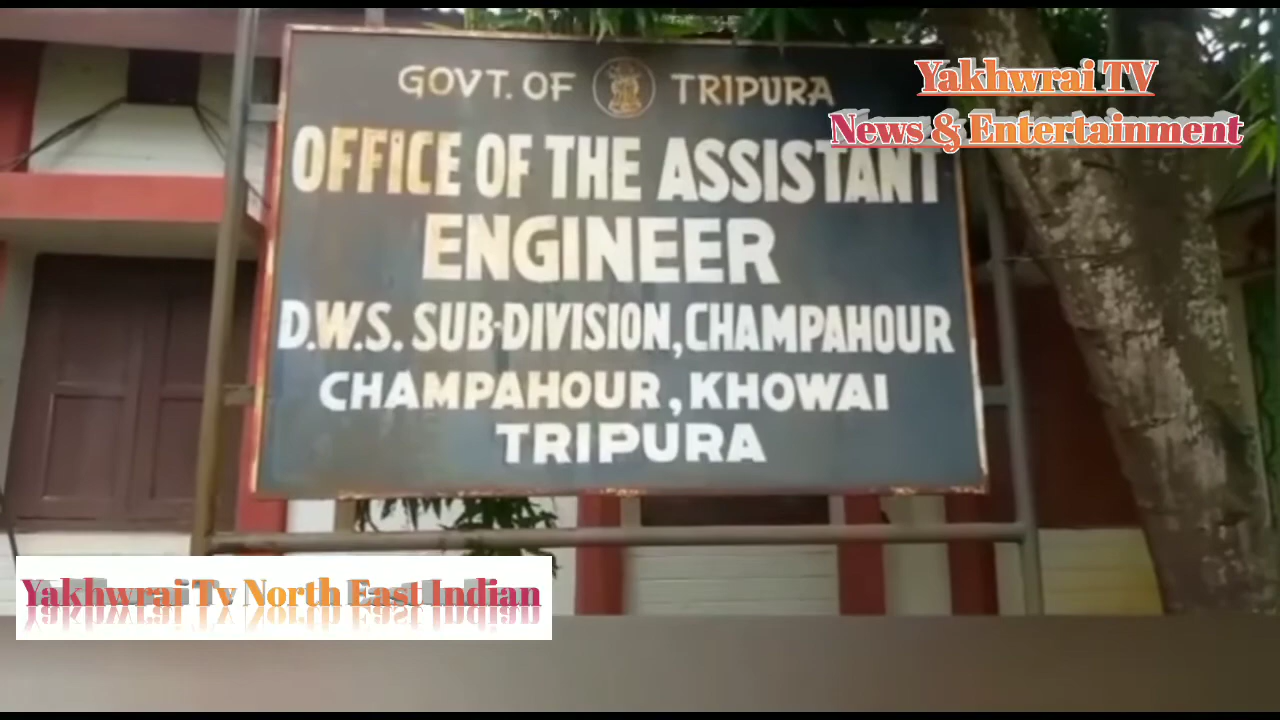 GOVT. OF TRIPURA
OFFICE OF THE ASSISTANT
ENGINEER
D.W.S. SUB-DIVISION, CHAMPAHOUR
CHAMPAHOUR, KHOWAI
TRIPURA
Yakhwrai TV
News & Entertainment
Yakhwrai Tv North East Indian